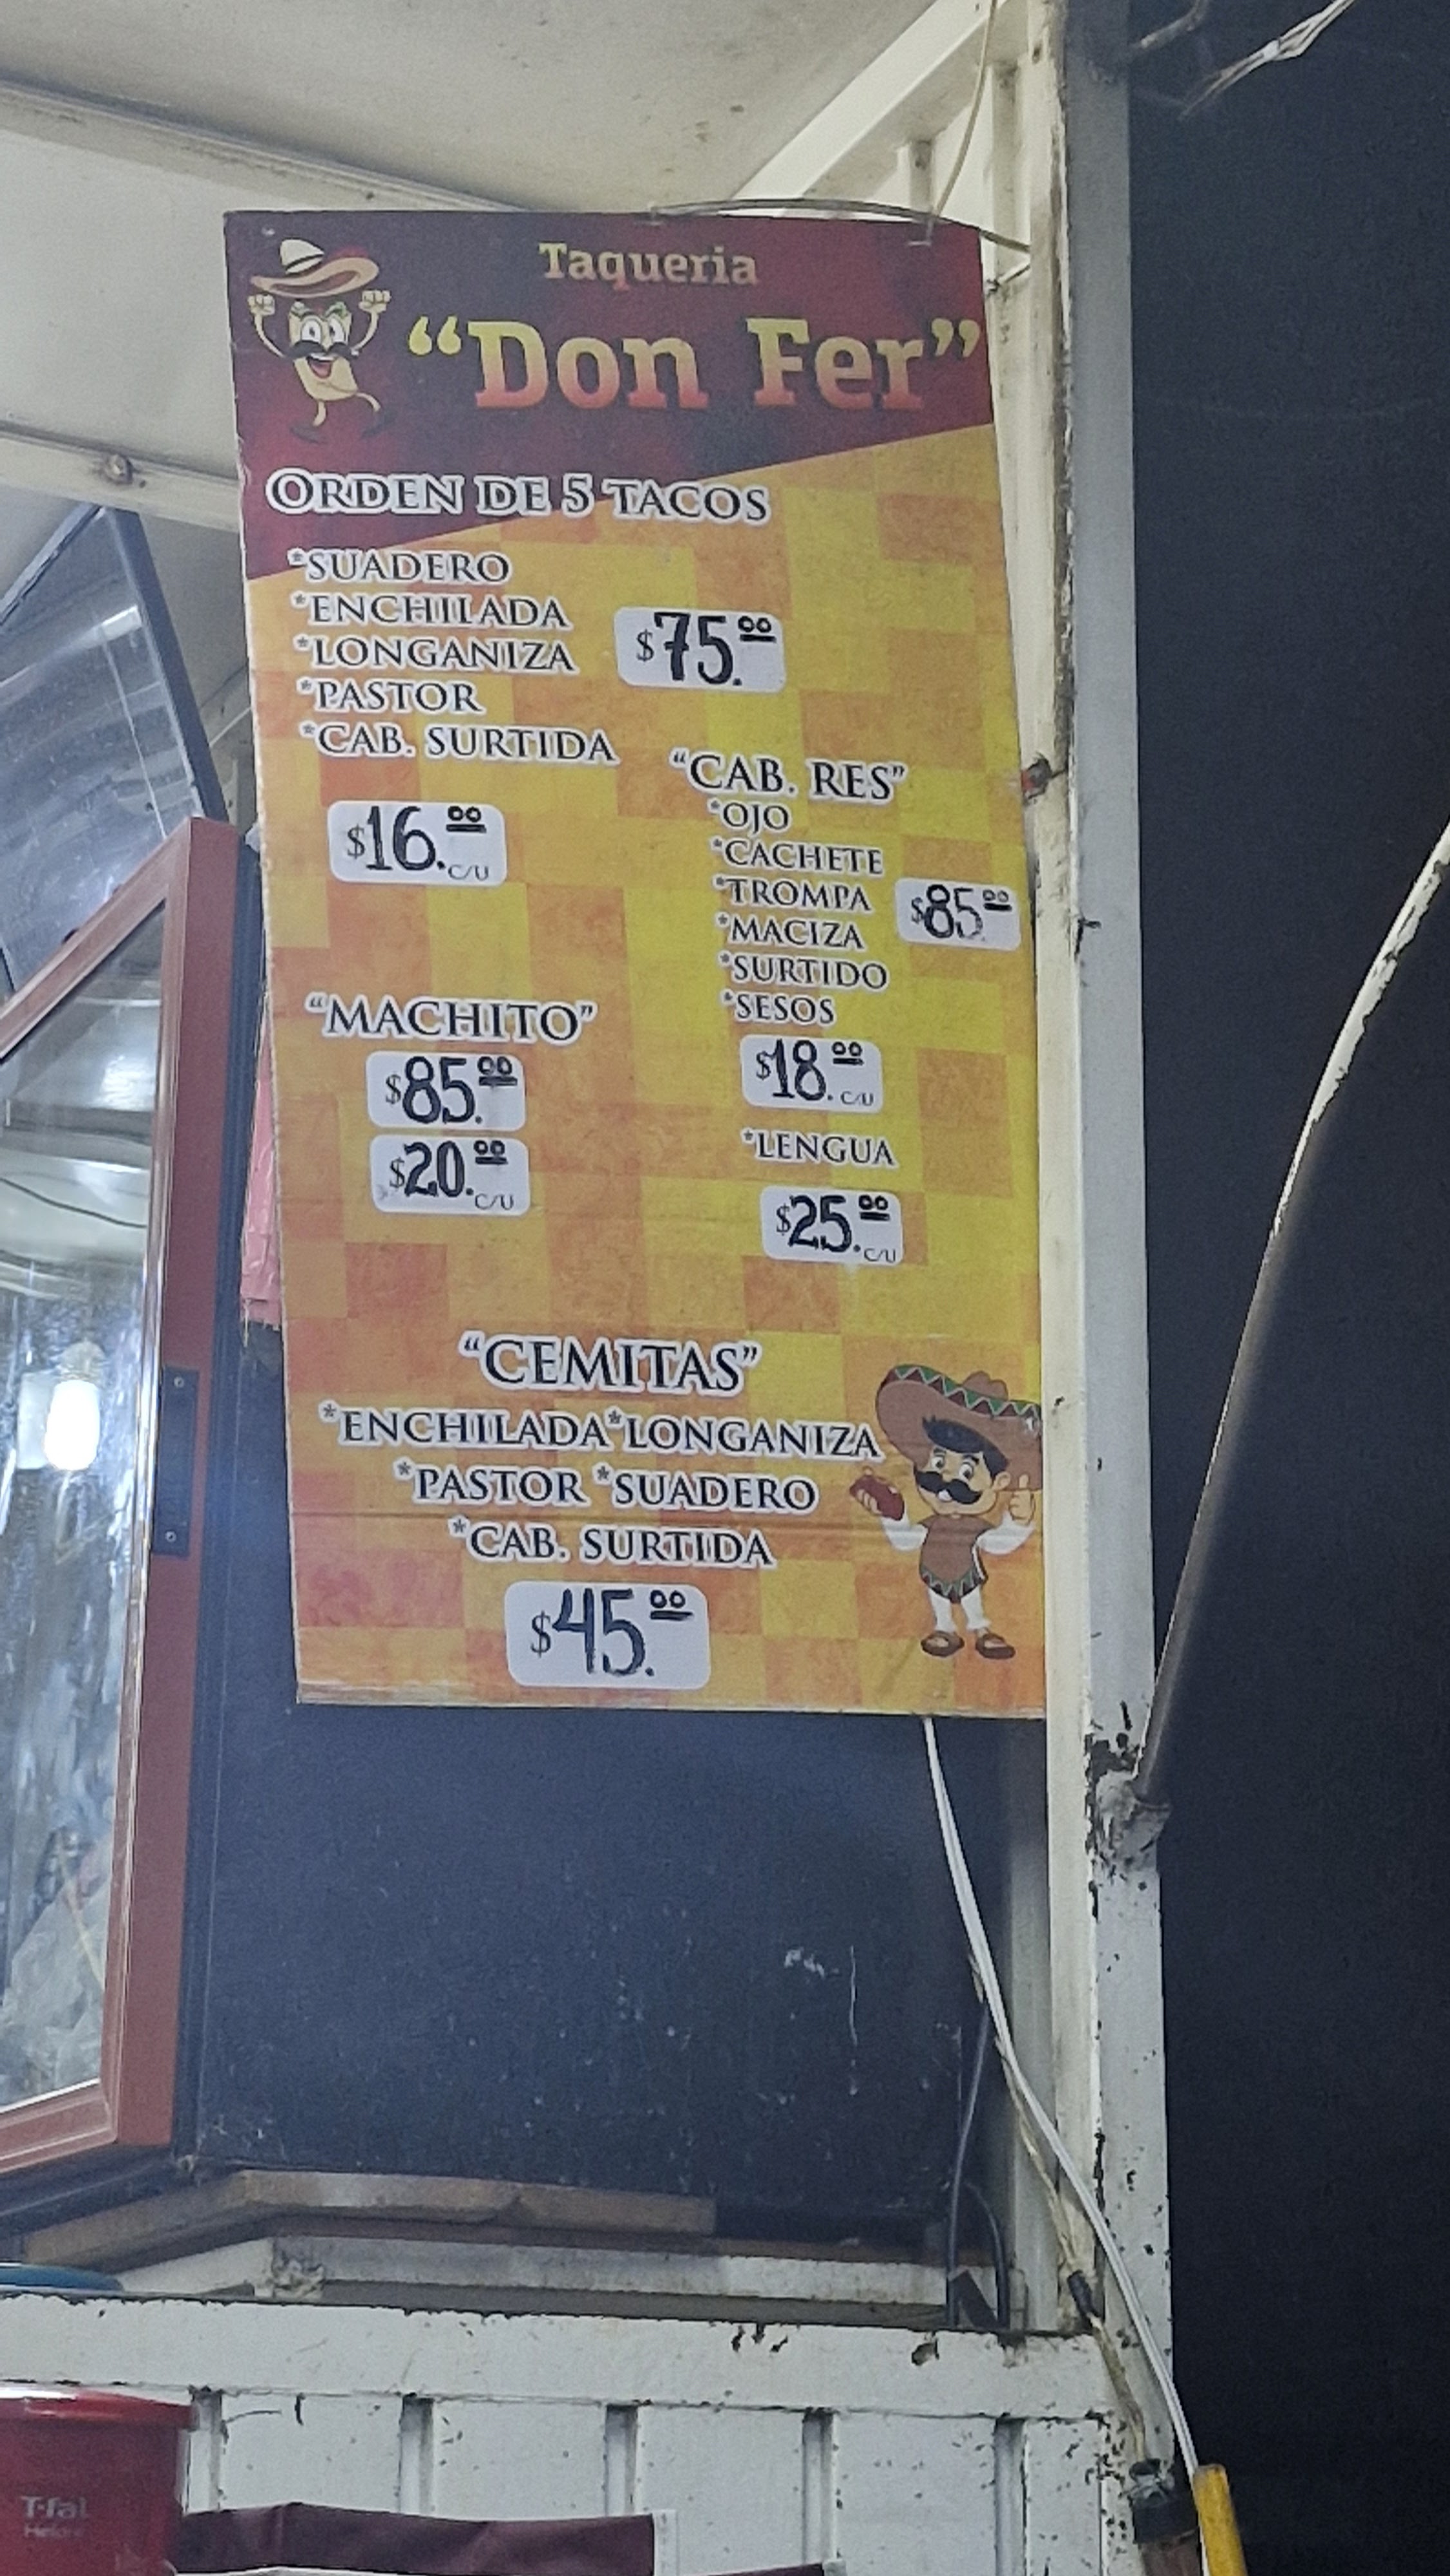 Taqueria
“Don Fer”
ORDEN DE 5 TACOS
*SUADERO
*ENCHILADA
*LONGANIZA
*PASTOR
*CAB. SURTIDA
$75.00
$16.00 C/U
“CAB. RES”
*OJO
*CACHETE
*TROMPA
*MACIZA
*SURTIDO
*SESOS
$85.00
$18.00 C/U
*LENGUA
$25.00 C/U
“MACHITO”
$85.00
$20.00 C/U
“CEMITAS”
*ENCHILADA*LONGANIZA
*PASTOR *SUADERO
*CAB. SURTIDA
$45.00
T-fal